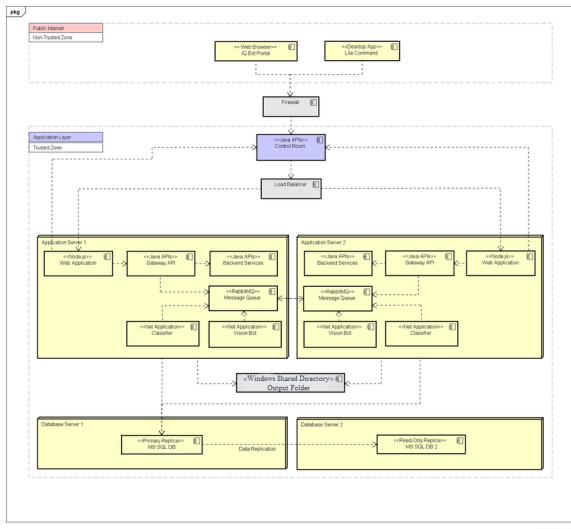 pkg
Public Internet
Non-Trusted Zone
<< Web Browser>>
IQ Bot Portal
<<Desktop App>>
Lite Command
Firewall
Application Layer
Trusted Zone
<<Java APIs>>
Control Room
Load Balancer
Application Server 1
<<Node.js>>
Web Application
<<Java APIs>>
Gateway API
<<Java APIs>>
Backend Services
<<RabbitMQ>>
Message Queue
<<Net Application>>
Classifier
<<Net Application>>
Vision Bot
Application Server 2
<<Java APIs>>
Backend Services
<<Java APIs>>
Gateway API
<<Node.js>>
Web Application
<<RabbitMQ>>
Message Queue
<<Net Application>>
Vision Bot
<<Net Application>>
Classifier
«Windows Shared Directory»
Output Folder
Database Server 1
<<Primary Replica>>
MS SQL DB
Data Replication
Database Server 2
<<Read-Only Replica>>
MS SQL DB 2